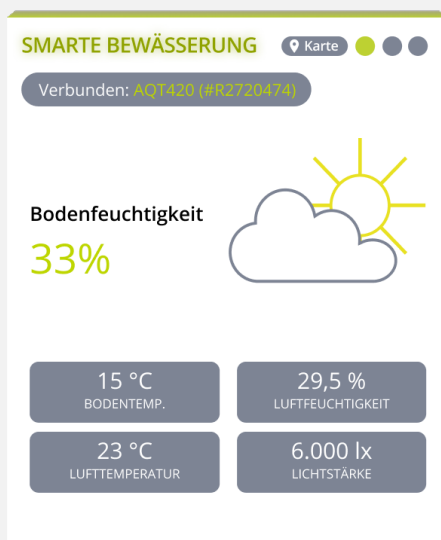 SMARTE BEWÄSSERUNG
Karte
Verbunden: AQT420 (#R2720474)
Bodenfeuchtigkeit
33%
15 °C
BODENTEMP.
29,5 %
LUFTFEUCHTIGKEIT
23 °C
LUFTTEMPERATUR
6.000 lx
LICHTSTÄRKE